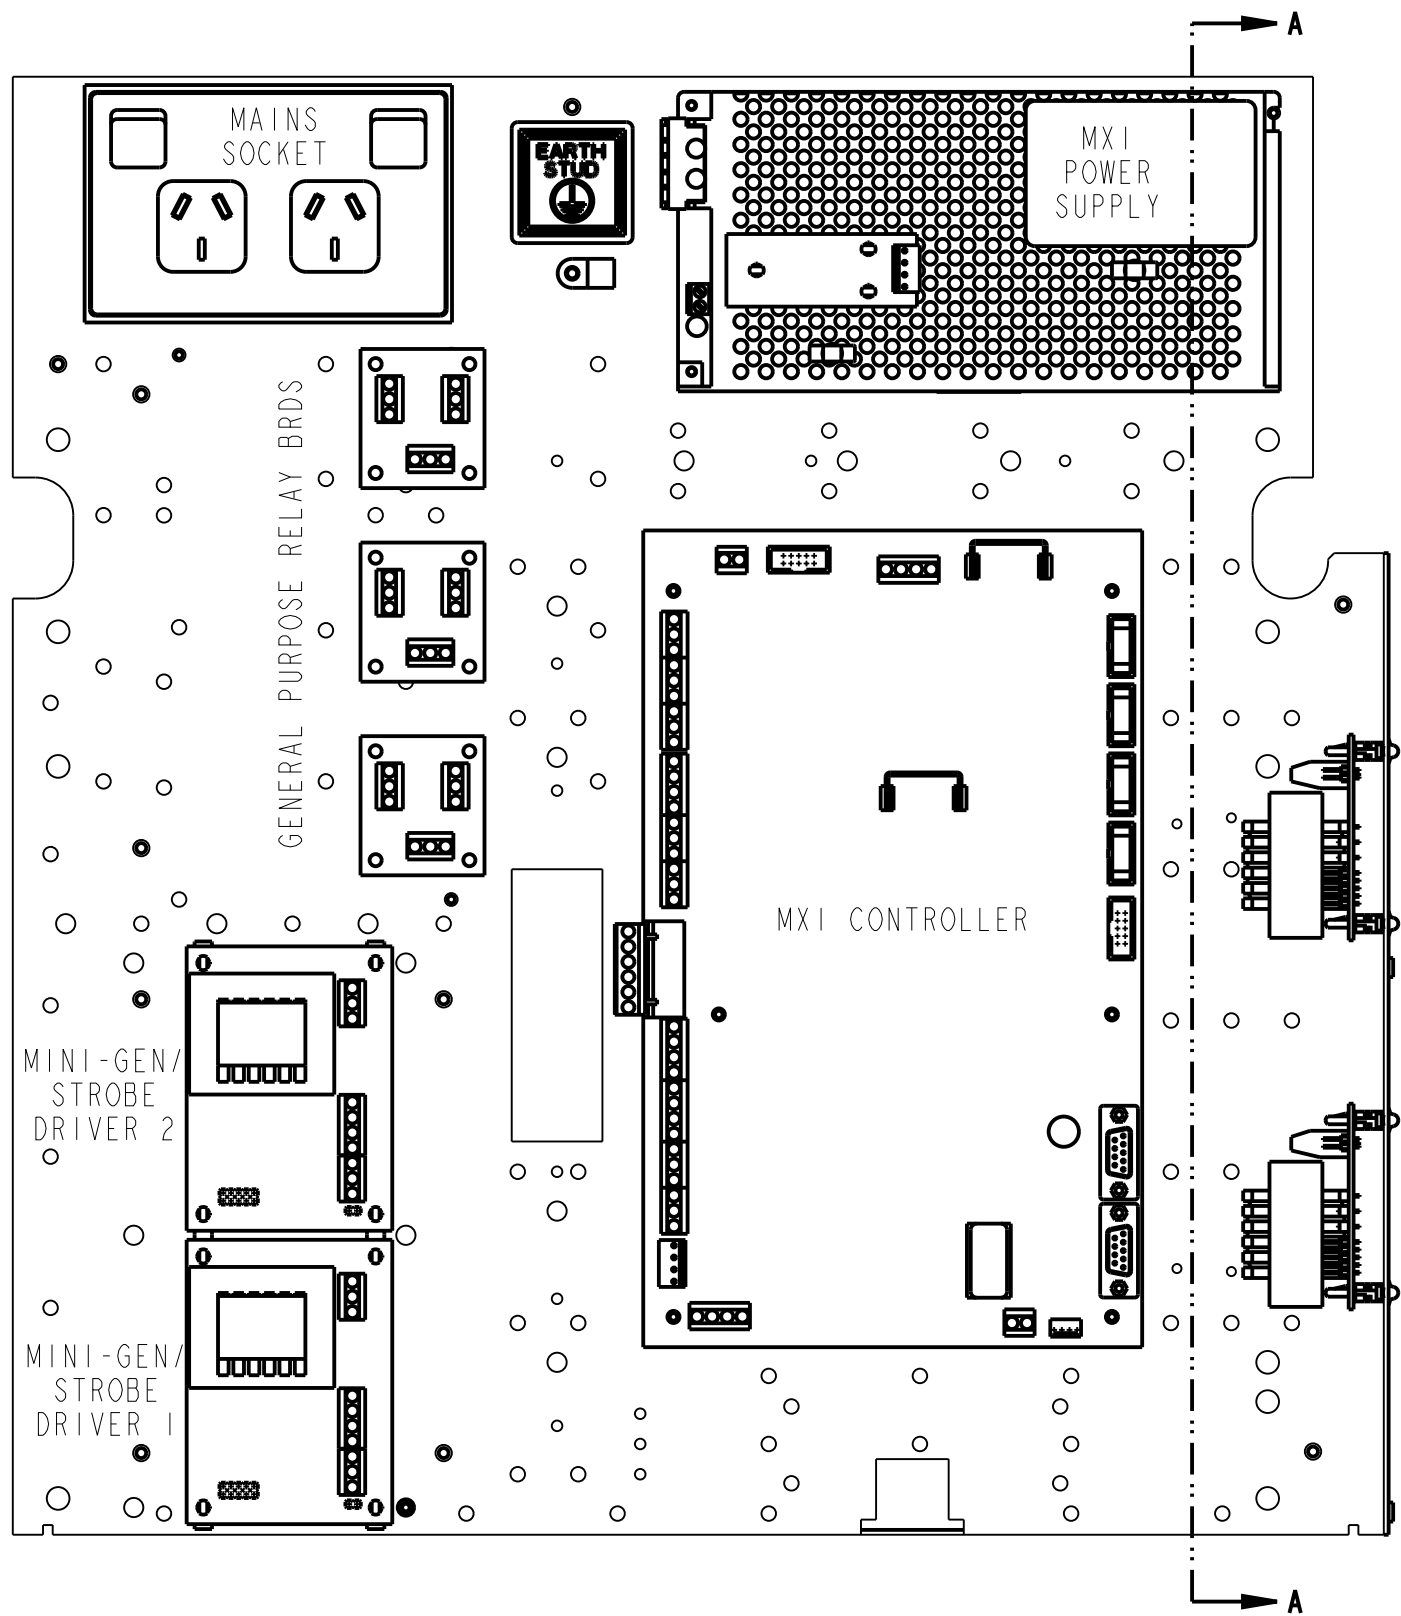 A
MAINS
SOCKET
EARTH
STUD
MXI
POWER
SUPPLY
GENERAL PURPOSE RELAY BRDS
MXI CONTROLLER
MINI-GEN/
STROBE
DRIVER 2
MINI-GEN/
STROBE
DRIVER 1
A